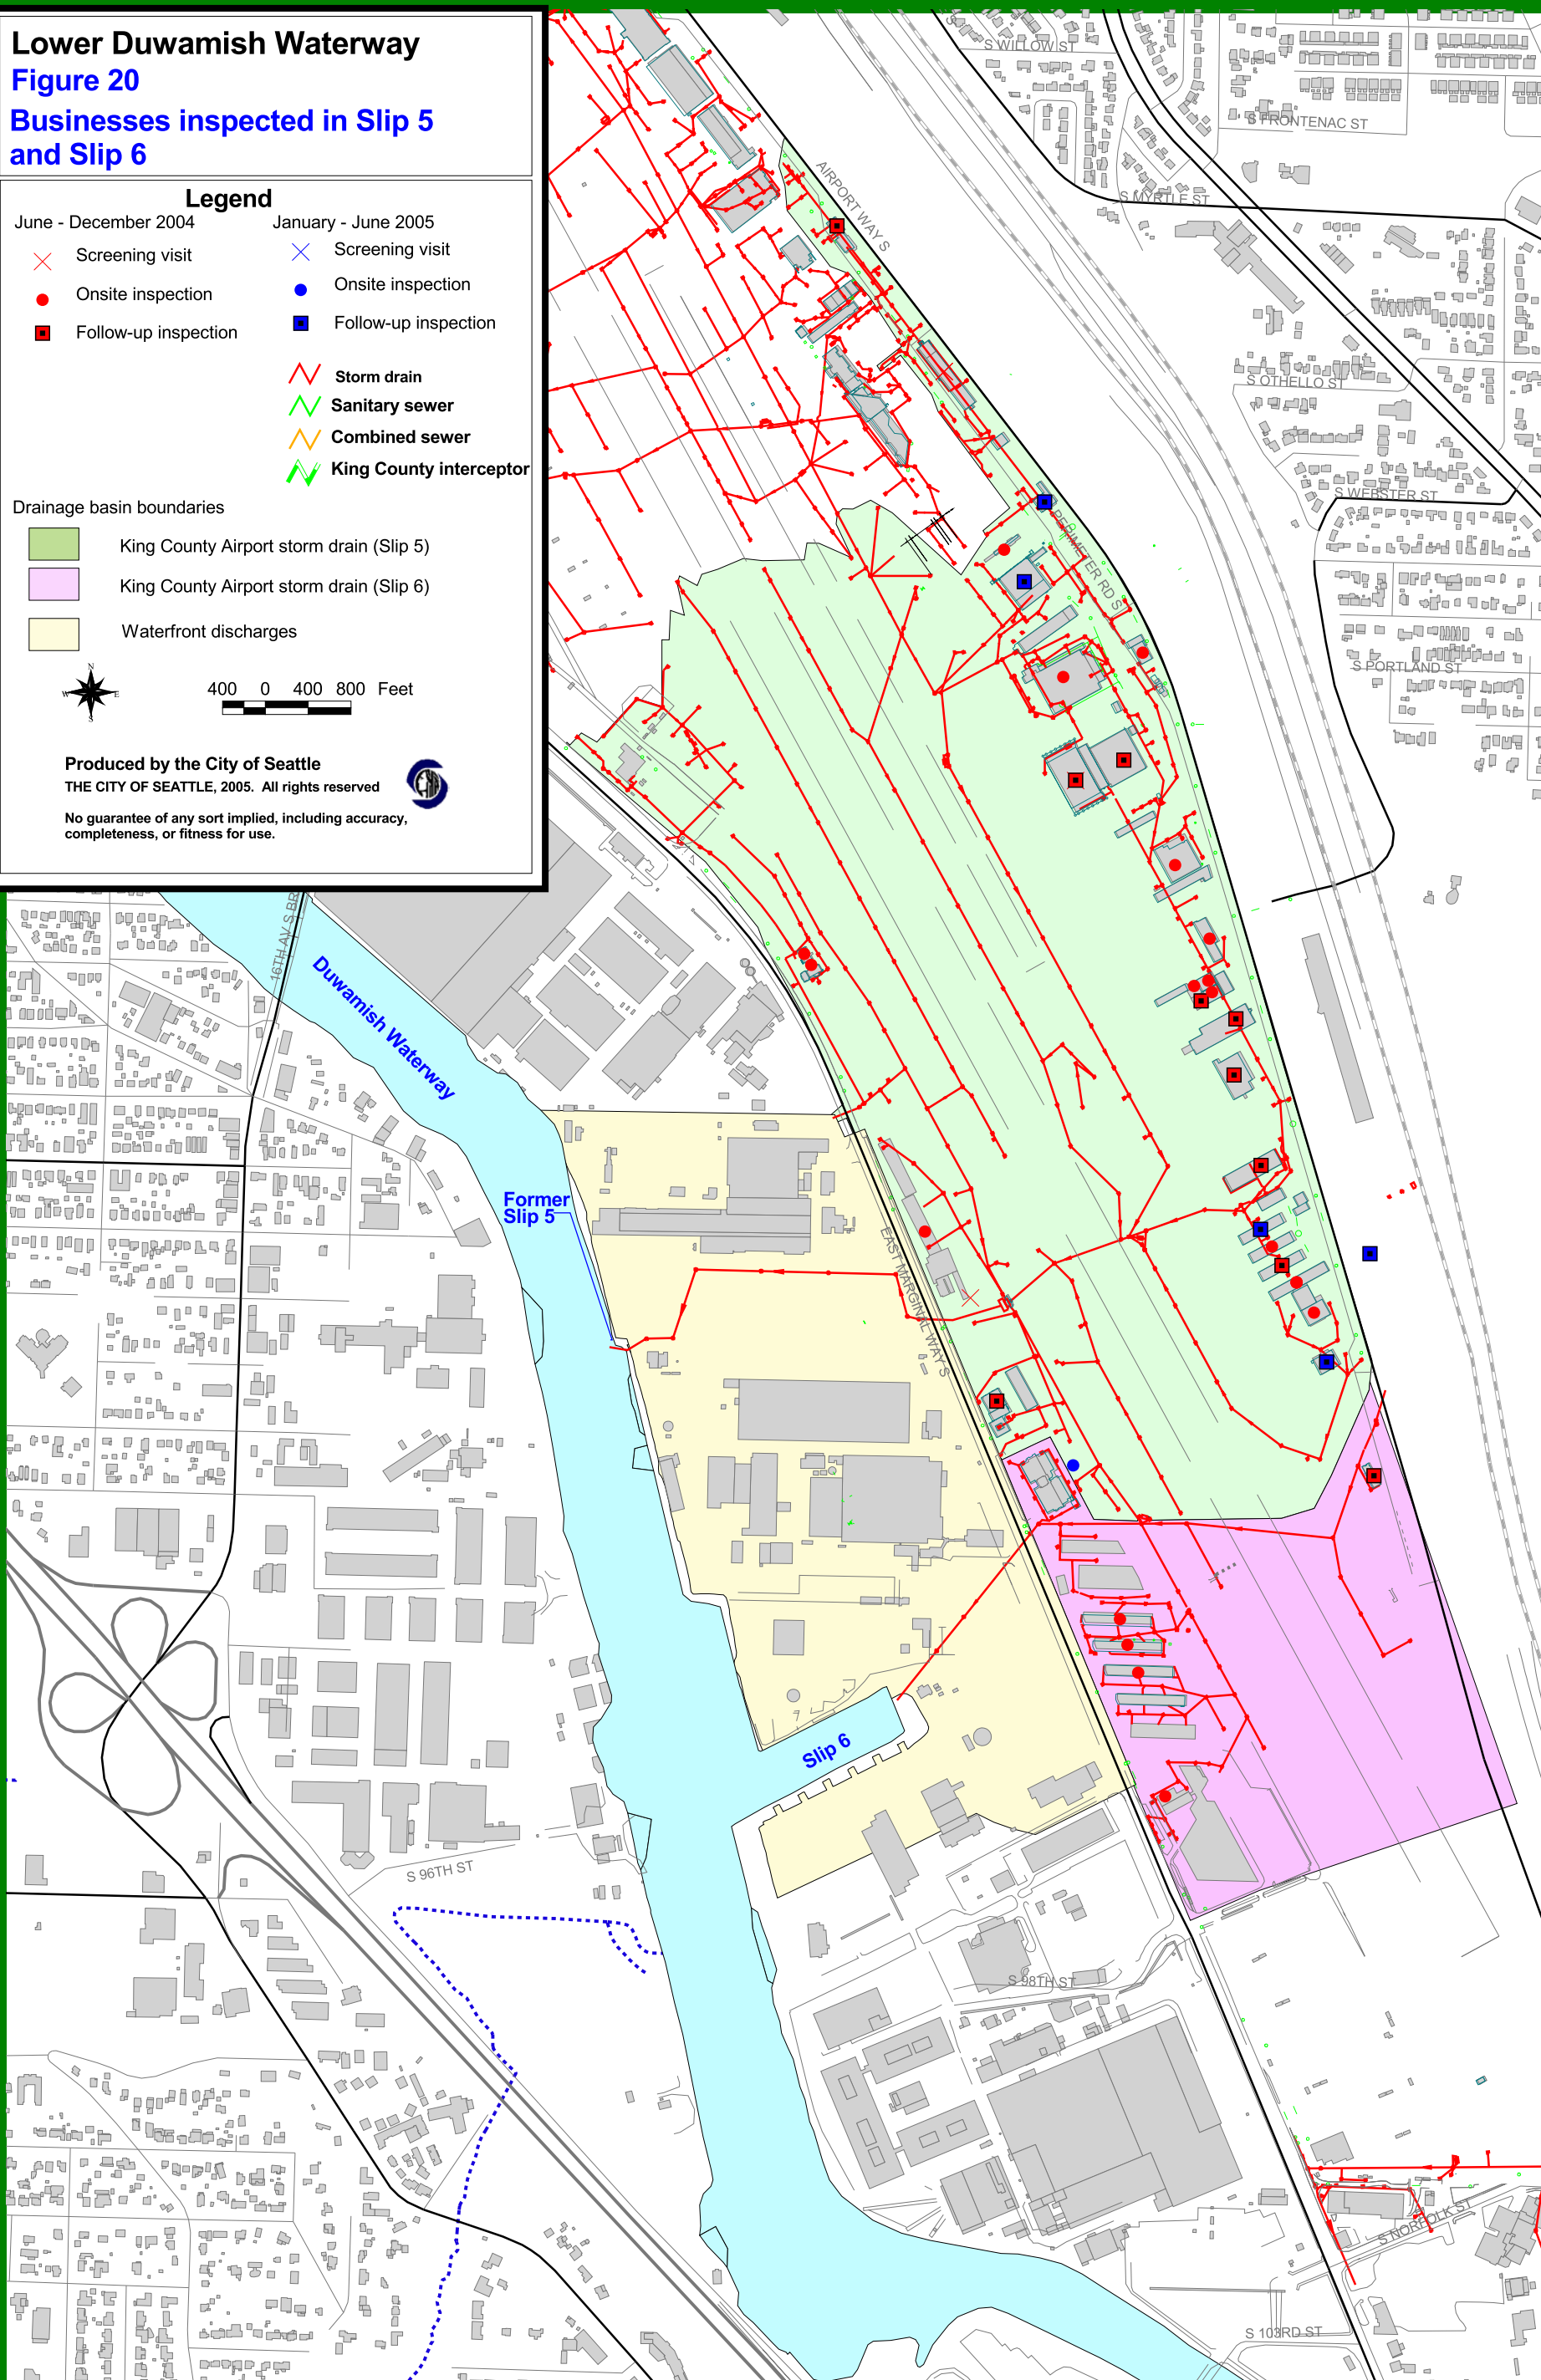 Lower Duwamish Waterway
Figure 20
Businesses inspected in Slip 5
and Slip 6
Legend
June - December 2004
Screening visit
Onsite inspection
Follow-up inspection
January - June 2005
Screening visit
Onsite inspection
Follow-up inspection
Storm drain
Sanitary sewer
Combined sewer
King County interceptor
Drainage basin boundaries
King County Airport storm drain (Slip 5)
King County Airport storm drain (Slip 6)
Waterfront discharges
N
W
E
S
400 0 400 800 Feet
Produced by the City of Seattle
THE CITY OF SEATTLE, 2005. All rights reserved
No guarantee of any sort implied, including accuracy,
completeness, or fitness for use.
S WILLOW ST
S FRONTENAC ST
AIRPORT WAY S
S MYRTLE ST
S OTHELLO ST
S WEBSTER ST
PERIMETER RD S
S PORTLAND ST
16TH AV S BR
Duwamish Waterway
Former
Slip 5
EAST MARGINAL WAY S
Slip 6
S 96TH ST
S 98TH ST
S NORFOLK ST
S 103RD ST